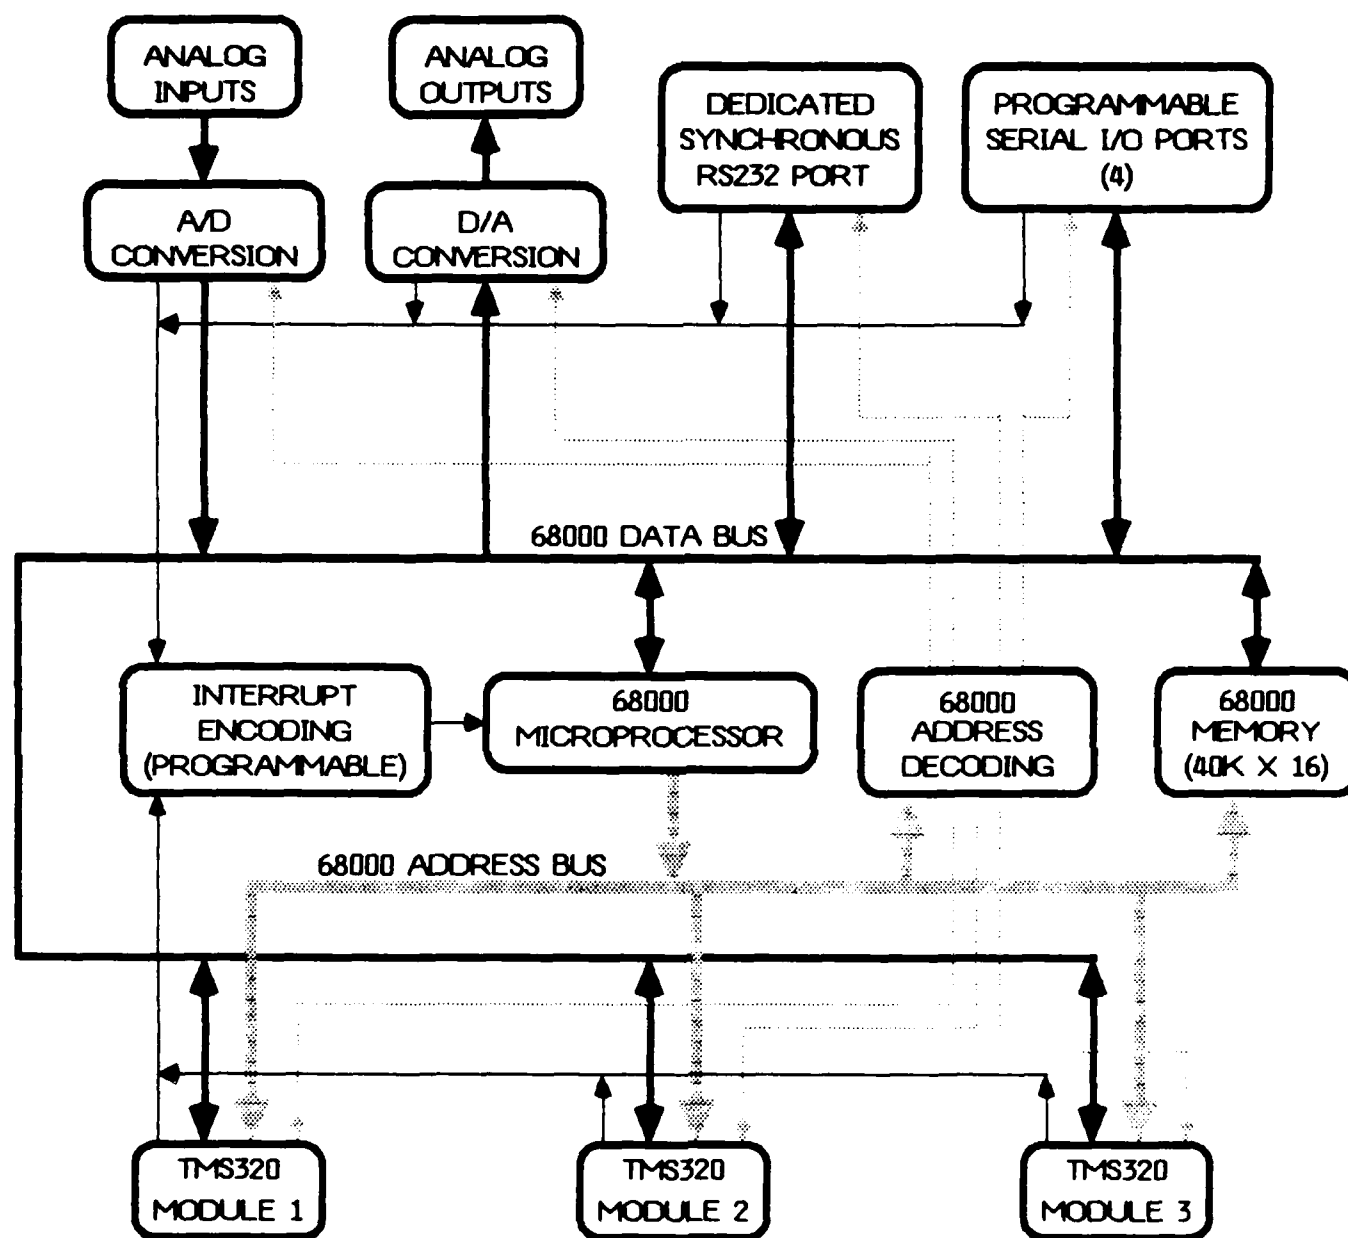 ANALOG
INPUTS
ANALOG
OUTPUTS
DEDICATED
SYNCHRONOUS
RS232 PORT
PROGRAMMABLE
SERIAL I/O PORTS
(4)
A/D
CONVERSION
D/A
CONVERSION
68000 DATA BUS
INTERRUPT
ENCODING
(PROGRAMMABLE)
68000
MICROPROCESSOR
68000
ADDRESS
DECODING
68000
MEMORY
(40K X 16)
68000 ADDRESS BUS
TMS320
MODULE 1
TMS320
MODULE 2
TMS320
MODULE 3